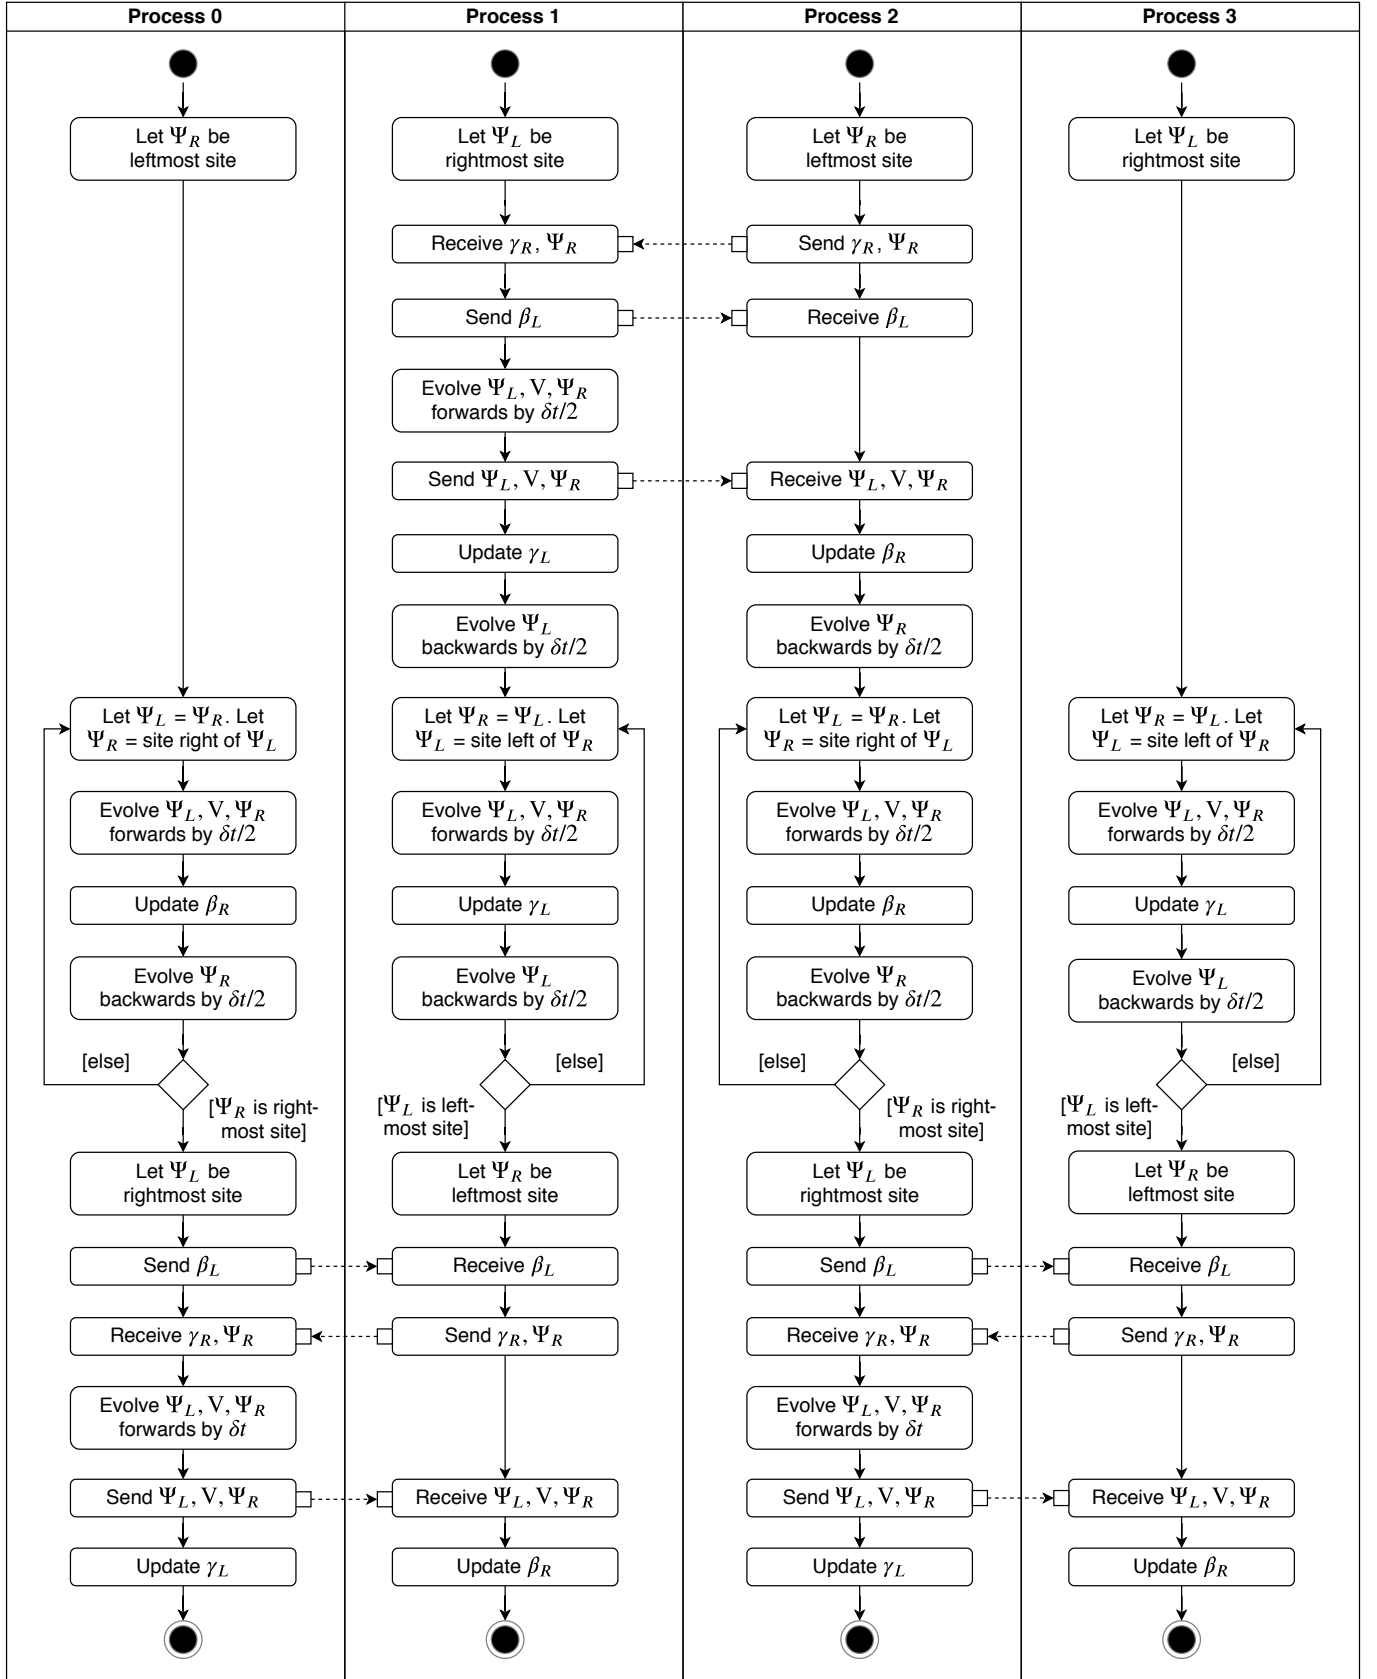 Process 0
Process 1
Process 2
Process 3
Let Ψ_R be
leftmost site
Let Ψ_L be
rightmost site
Let Ψ_R be
leftmost site
Let Ψ_L be
rightmost site
Receive γ_R, Ψ_R
Send γ_R, Ψ_R
Send β_L
Receive β_L
Evolve Ψ_L, V, Ψ_R
forwards by δt/2
Send Ψ_L, V, Ψ_R
Receive Ψ_L, V, Ψ_R
Update γ_L
Update β_R
Evolve Ψ_L
backwards by δt/2
Evolve Ψ_R
backwards by δt/2
Let Ψ_L = Ψ_R. Let
Ψ_R = site right of Ψ_L
Let Ψ_R = Ψ_L. Let
Ψ_L = site left of Ψ_R
Let Ψ_L = Ψ_R. Let
Ψ_R = site right of Ψ_L
Let Ψ_R = Ψ_L. Let
Ψ_L = site left of Ψ_R
Evolve Ψ_L, V, Ψ_R
forwards by δt/2
Evolve Ψ_L, V, Ψ_R
forwards by δt/2
Evolve Ψ_L, V, Ψ_R
forwards by δt/2
Evolve Ψ_L, V, Ψ_R
forwards by δt/2
Update β_R
Update γ_L
Update β_R
Update γ_L
Evolve Ψ_R
backwards by δt/2
Evolve Ψ_L
backwards by δt/2
Evolve Ψ_R
backwards by δt/2
Evolve Ψ_L
backwards by δt/2
[else]
[else]
[else]
[else]
[Ψ_R is right-
most site]
[Ψ_L is left-
most site]
[Ψ_R is right-
most site]
[Ψ_L is left-
most site]
Let Ψ_L be
rightmost site
Let Ψ_R be
leftmost site
Let Ψ_L be
rightmost site
Let Ψ_R be
leftmost site
Send β_L
Receive β_L
Send β_L
Receive β_L
Receive γ_R, Ψ_R
Send γ_R, Ψ_R
Receive γ_R, Ψ_R
Send γ_R, Ψ_R
Evolve Ψ_L, V, Ψ_R
forwards by δt
Evolve Ψ_L, V, Ψ_R
forwards by δt
Send Ψ_L, V, Ψ_R
Receive Ψ_L, V, Ψ_R
Send Ψ_L, V, Ψ_R
Receive Ψ_L, V, Ψ_R
Update γ_L
Update β_R
Update γ_L
Update β_R